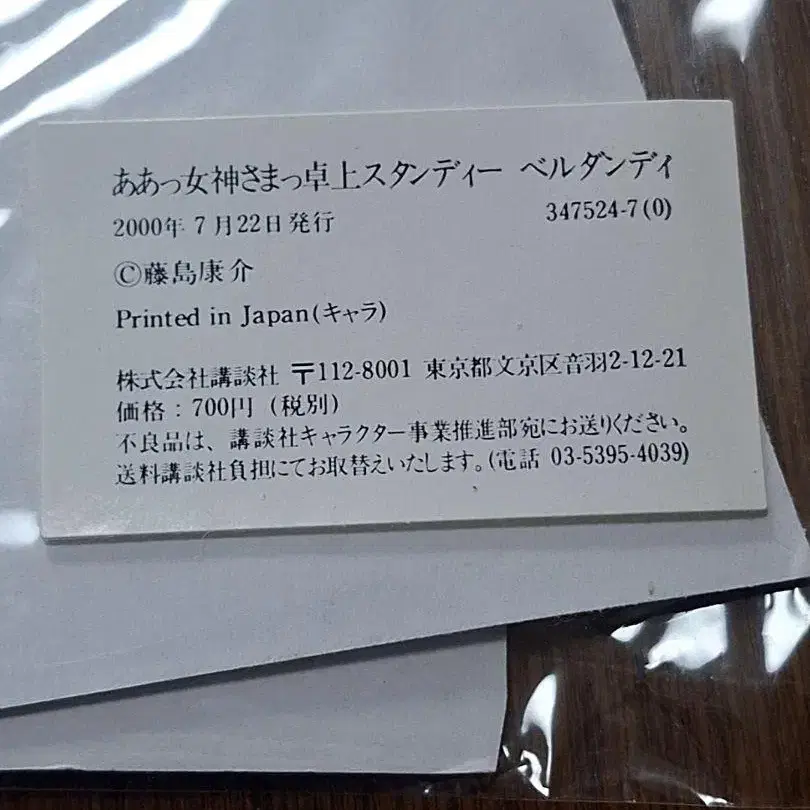 ああっ女神さまっ卓上スタンディー ベルダンディ
2000年 7月22日発行 347524-7(0)
©藤島康介
Printed in Japan(キャラ)
株式会社講談社 〒112-8001 東京都文京区音羽2-12-21
価格：700円（税別）
不良品は、講談社キャラクター事業推進部宛にお送りください。
送料講談社負担にてお取替えいたします。(電話 03-5395-4039)